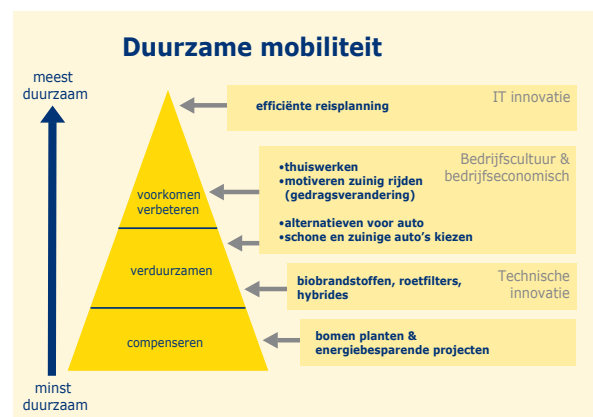 Duurzame mobiliteit
meest
duurzaam
IT innovatie
efficiënte reisplanning
Bedrijfscultuur &
bedrijfseconomisch
•thuiswerken
•motiveren zuinig rijden
(gedragsverandering)
•alternatieven voor auto
•schone en zuinige auto's kiezen
voorkomen
verbeteren
verduurzamen
Technische
innovatie
biobrandstoffen, roetfilters,
hybrides
compenseren
bomen planten &
energiebesparende projecten
minst
duurzaam